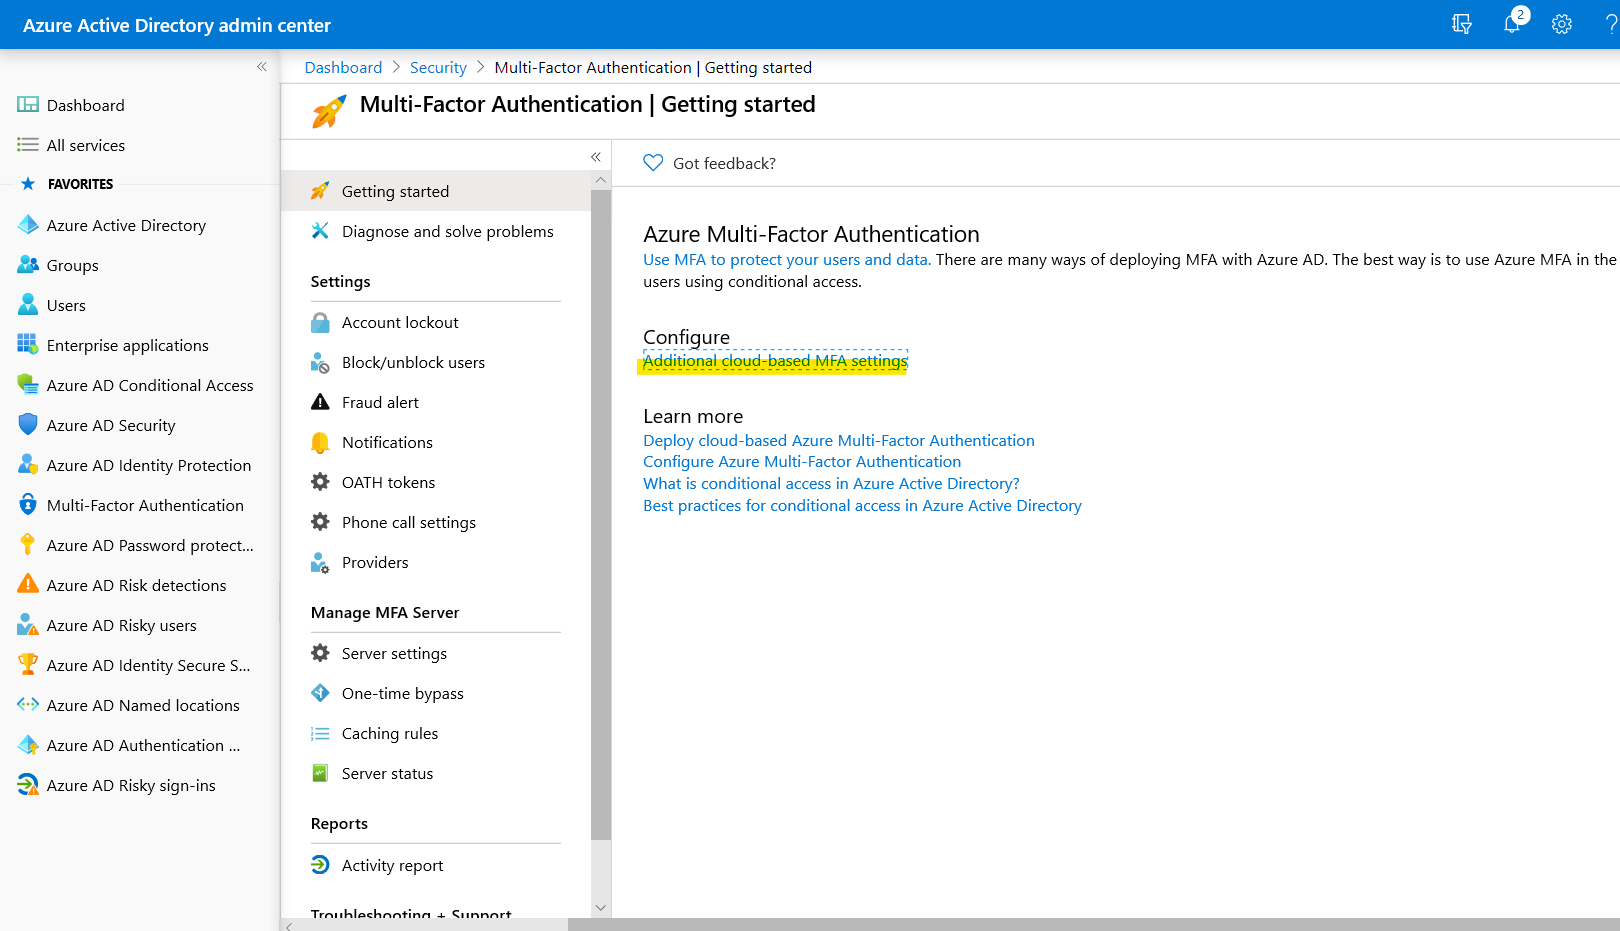 Azure Active Directory admin center
2
?
Dashboard > Security > Multi-Factor Authentication | Getting started
Multi-Factor Authentication | Getting started
Dashboard
All services
FAVORITES
Azure Active Directory
Groups
Users
Enterprise applications
Azure AD Conditional Access
Azure AD Security
Azure AD Identity Protection
Multi-Factor Authentication
Azure AD Password protect...
Azure AD Risk detections
Azure AD Risky users
Azure AD Identity Secure S...
Azure AD Named locations
Azure AD Authentication ...
Azure AD Risky sign-ins
Getting started
Diagnose and solve problems
Settings
Account lockout
Block/unblock users
Fraud alert
Notifications
OATH tokens
Phone call settings
Providers
Manage MFA Server
Server settings
One-time bypass
Caching rules
Server status
Reports
Activity report
Troubleshooting + Support
Got feedback?
Azure Multi-Factor Authentication
Use MFA to protect your users and data. There are many ways of deploying MFA with Azure AD. The best way is to use Azure MFA in the
users using conditional access.
Configure
Additional cloud-based MFA settings
Learn more
Deploy cloud-based Azure Multi-Factor Authentication
Configure Azure Multi-Factor Authentication
What is conditional access in Azure Active Directory?
Best practices for conditional access in Azure Active Directory